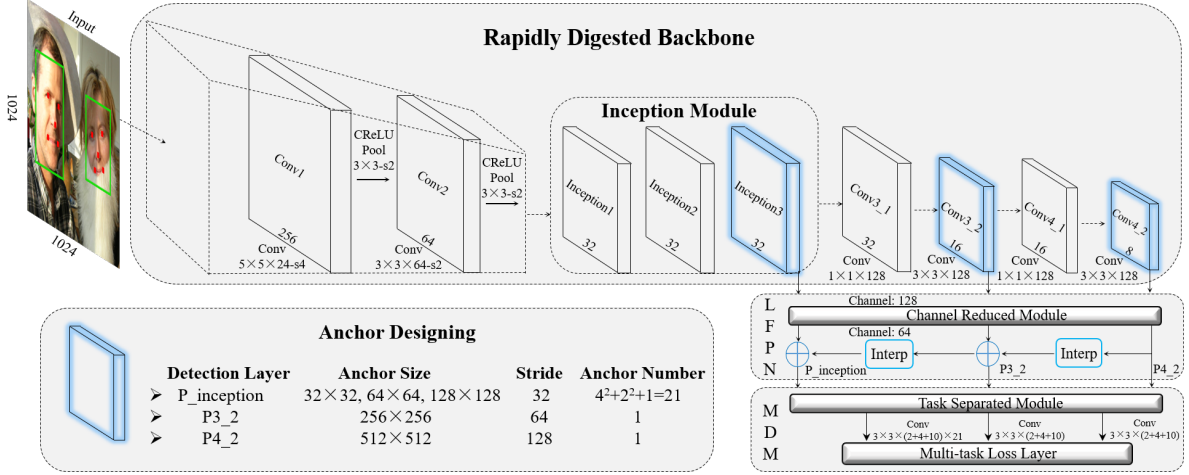 Input
1024
1024
Rapidly Digested Backbone
Conv1
256
Conv
5×5×24-s4
CReLU
Pool
3×3-s2
Conv2
64
Conv
3×3×64-s2
CReLU
Pool
3×3-s2
Inception Module
Inception1
32
Inception2
32
Inception3
32
Conv3_1
32
Conv
1×1×128
Conv3_2
16
Conv
3×3×128
Conv4_1
16
Conv
1×1×128
Conv4_2
8
Conv
3×3×128
L
F
P
N
Channel: 128
Channel Reduced Module
Channel: 64
Interp
Interp
P_inception
P3_2
P4_2
M
D
M
Task Separated Module
Conv
3×3×(2+4+10)×21
Conv
3×3×(2+4+10)
Conv
3×3×(2+4+10)
Multi-task Loss Layer
Anchor Designing
Detection Layer Anchor Size Stride Anchor Number
➢ P_inception 32×32, 64×64, 128×128 32 4²+2²+1=21
➢ P3_2 256×256 64 1
➢ P4_2 512×512 128 1